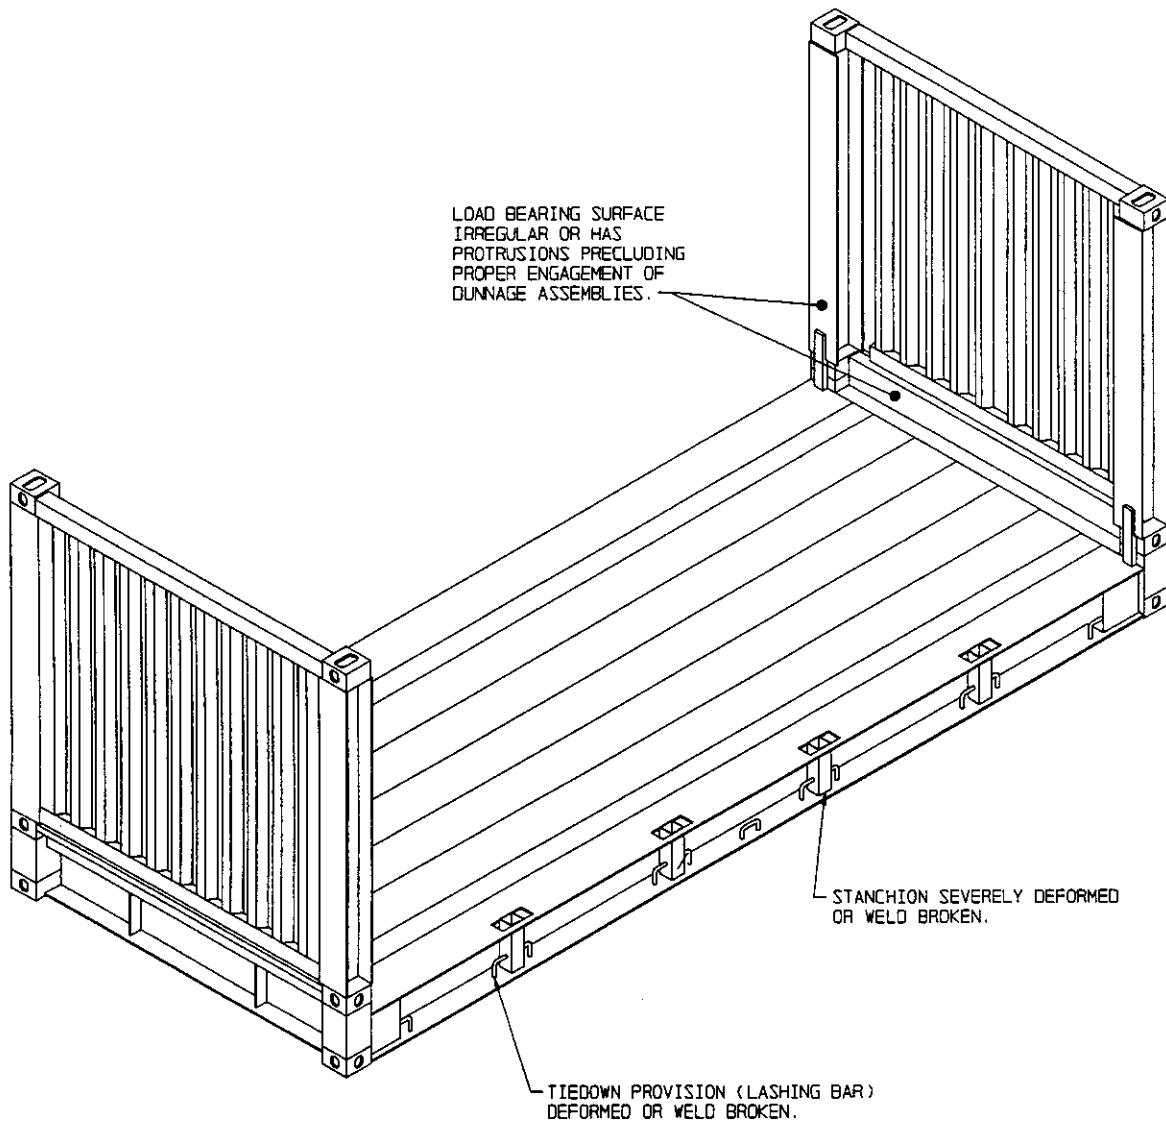 LOAD BEARING SURFACE
IRREGULAR OR HAS
PROTRUSIONS PRECLUDING
PROPER ENGAGEMENT OF
DUNNAGE ASSEMBLIES.
STANCHION SEVERELY DEFORMED
OR WELD BROKEN.
TIEDOWN PROVISION (LASHING BAR)
DEFORMED OR WELD BROKEN.